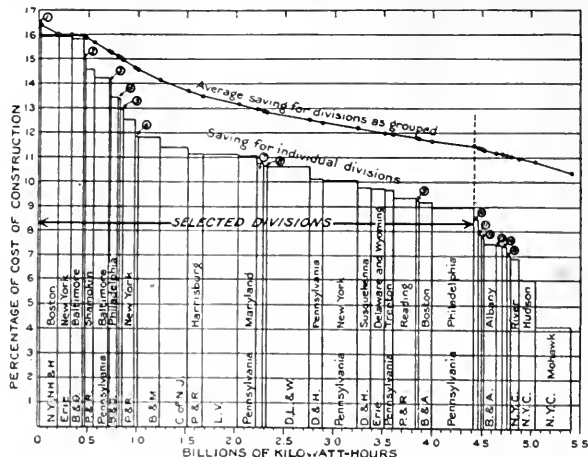 PERCENTAGE OF COST OF CONSTRUCTION
17
16
15
14
13
12
11
10
9
8
7
6
5
4
3
2
1
0
Average saving for divisions as grouped
Saving for individual divisions
SELECTED DIVISIONS
N.Y. N.H & H. Boston
Erie New York
B & O. Baltimore
P. & R. Shamokin
Pennsylvania Baltimore
B & O. Philadelphia
P & R. New York
B & M.
C of N J.
P. & R. Harrisburg
L. V.
Pennsylvania Maryland
D. L & W.
D & H. Pennsylvania
Pennsylvania New York
D & H. Susquehanna
Erie Delaware and Wyoming
Pennsylvania Trenton
P & R Reading
B & A. Boston
Pennsylvania Philadelphia
B. & A. Albany
N.Y.C. River
N.Y.C. Hudson
N.Y.C. Mohawk
0 0.5 1.0 1.5 2.0 2.5 3.0 3.5 4.0 4.5 5.0 5.5
BILLIONS OF KILOWATT-HOURS